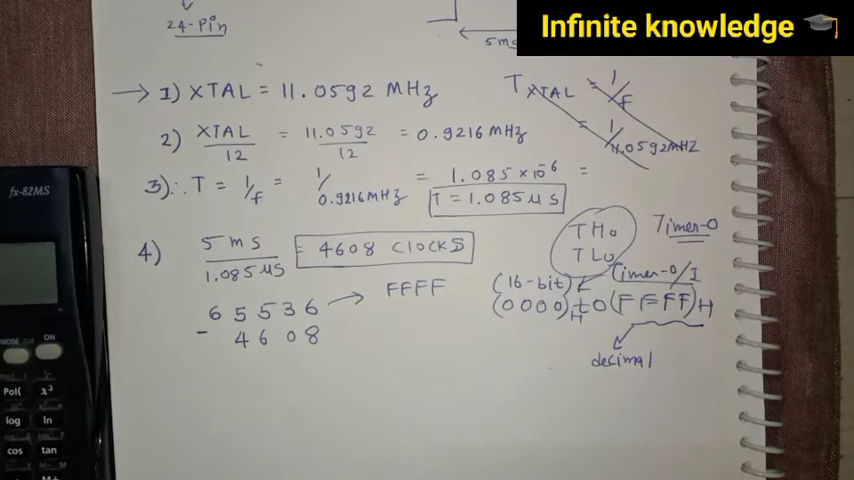 Infinite knowledge
24-Pin
5ms
1) XTAL = 11.0592 MHz
T XTAL = 1/f
= 1/11.0592MHZ
2) XTAL/12 = 11.0592/12 = 0.9216 MHz
3) ∴ T = 1/f = 1/0.9216MHz = 1.085 × 10⁻⁶ =
T = 1.085 μs
4) 5 ms/1.085 μs = 4608 Clocks
TH₀ Timer-0
TL₀
Timer-0/1
65536 → FFFF
(16-bit)
(0000)H to (FFFF)H
- 4608
decimal
fx-82MS
MODE CLR ON
Pol( x³
log ln
cos tan
M+